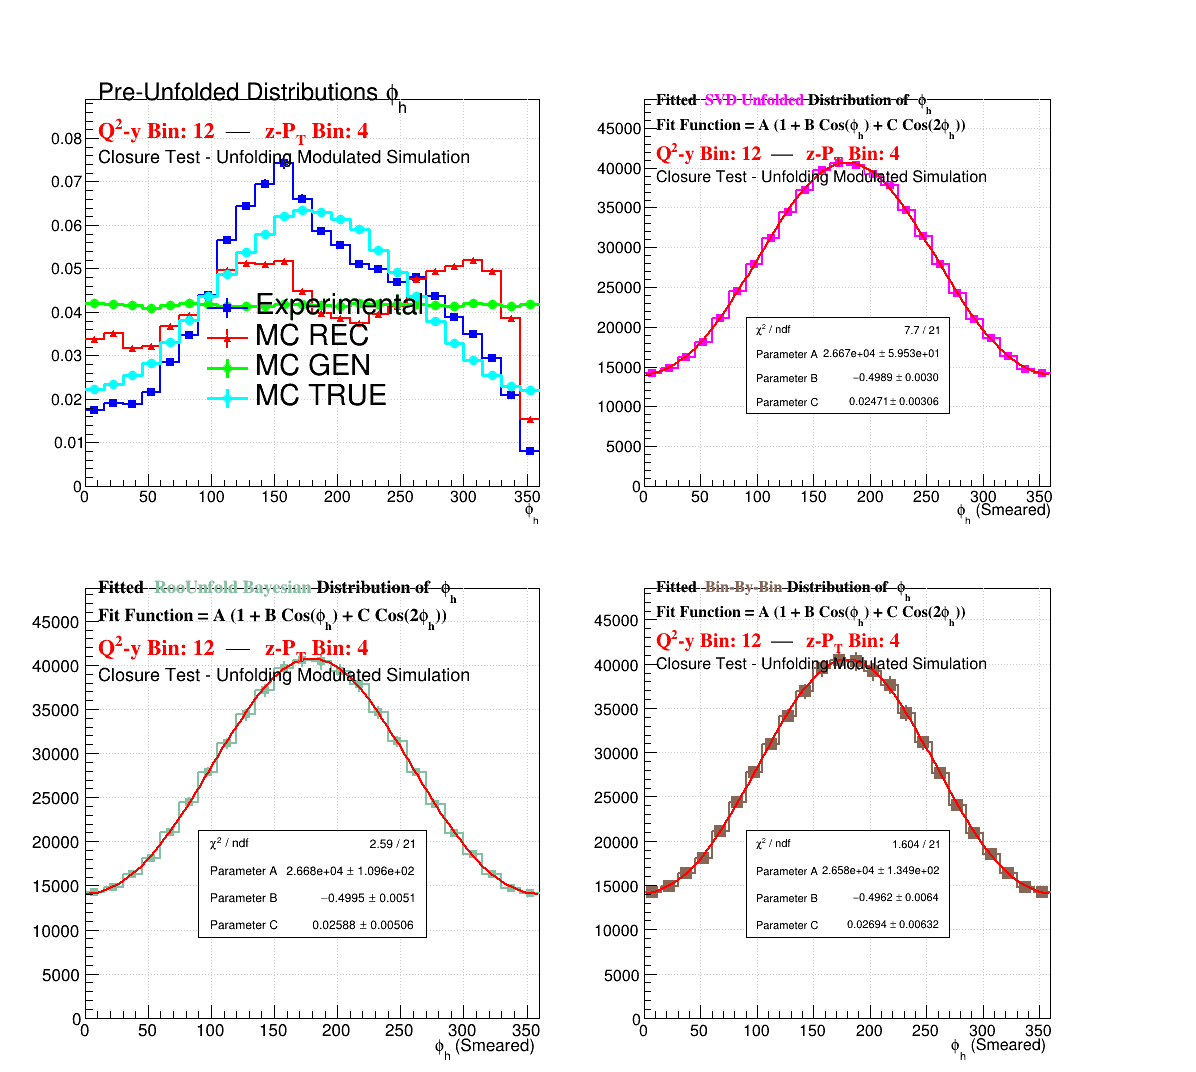 Pre-Unfolded Distributions ϕh
Q²-y Bin: 12 — z-PT Bin: 4
Closure Test - Unfolding Modulated Simulation
0.08
0.07
0.06
0.05
0.04
0.03
0.02
0.01
0
Experimental
MC REC
MC GEN
MC TRUE
0 50 100 150 200 250 300 350
ϕh
Fitted SVD Unfolded Distribution of ϕh
Fit Function = A (1 + B Cos(ϕh) + C Cos(2ϕh))
Q²-y Bin: 12 — z-PT Bin: 4
Closure Test - Unfolding Modulated Simulation
45000
40000
35000
30000
25000
20000
15000
10000
5000
0
χ² / ndf 7.7 / 21
Parameter A 2.667e+04 ± 5.953e+01
Parameter B −0.4989 ± 0.0030
Parameter C 0.02471 ± 0.00306
0 50 100 150 200 250 300 350
ϕh (Smeared)
Fitted RooUnfold Bayesian Distribution of ϕh
Fit Function = A (1 + B Cos(ϕh) + C Cos(2ϕh))
Q²-y Bin: 12 — z-PT Bin: 4
Closure Test - Unfolding Modulated Simulation
45000
40000
35000
30000
25000
20000
15000
10000
5000
0
χ² / ndf 2.59 / 21
Parameter A 2.668e+04 ± 1.096e+02
Parameter B −0.4995 ± 0.0051
Parameter C 0.02588 ± 0.00506
0 50 100 150 200 250 300 350
ϕh (Smeared)
Fitted Bin-By-Bin Distribution of ϕh
Fit Function = A (1 + B Cos(ϕh) + C Cos(2ϕh))
Q²-y Bin: 12 — z-PT Bin: 4
Closure Test - Unfolding Modulated Simulation
45000
40000
35000
30000
25000
20000
15000
10000
5000
0
χ² / ndf 1.604 / 21
Parameter A 2.658e+04 ± 1.349e+02
Parameter B −0.4962 ± 0.0064
Parameter C 0.02694 ± 0.00632
0 50 100 150 200 250 300 350
ϕh (Smeared)